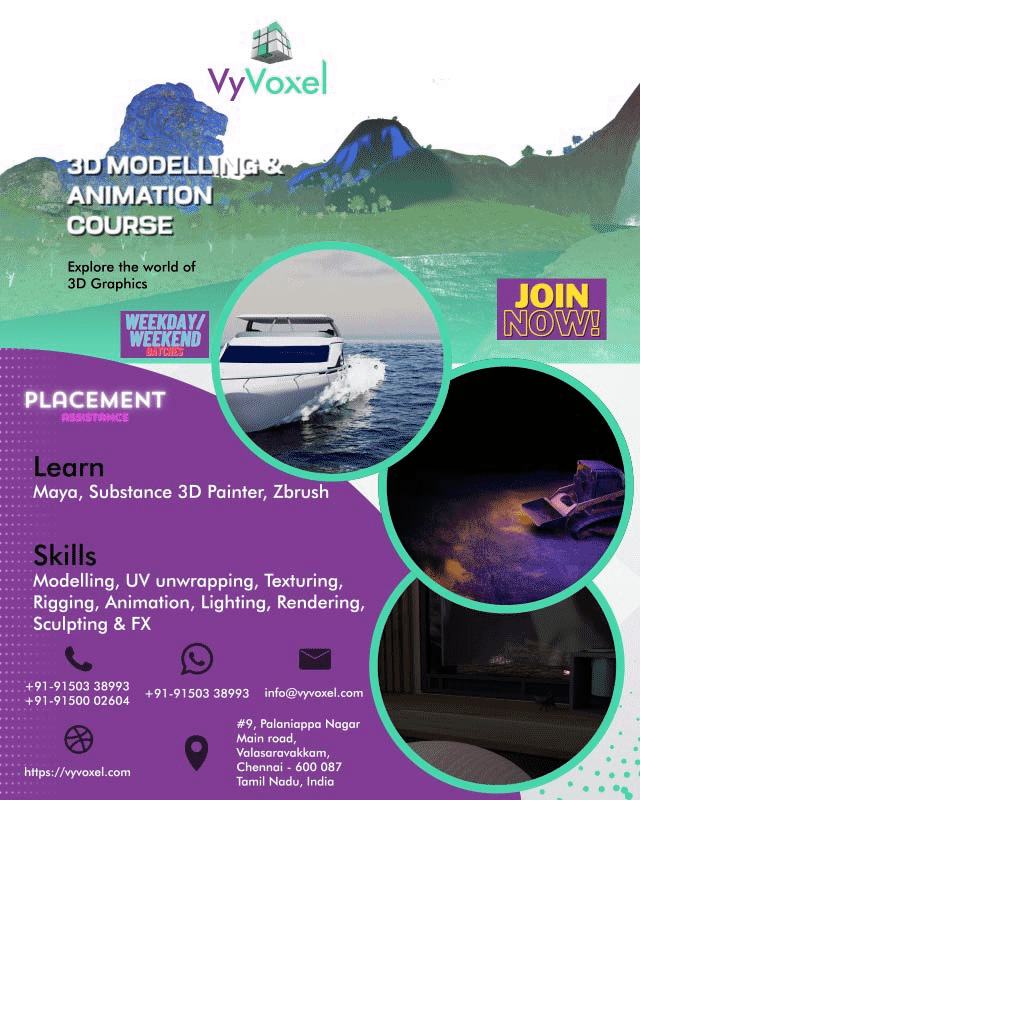 VyVoxel
3D MODELLING &
ANIMATION
COURSE
Explore the world of
3D Graphics
JOIN
NOW!
WEEKDAY/
WEEKEND
BATCHES
PLACEMENT
ASSISTANCE
Learn
Maya, Substance 3D Painter, Zbrush
Skills
Modelling, UV unwrapping, Texturing,
Rigging, Animation, Lighting, Rendering,
Sculpting & FX
+91-91503 38993
+91-91500 02604
+91-91503 38993
info@vyvoxel.com
https://vyvoxel.com
#9, Palaniappa Nagar
Main road,
Valasaravakkam,
Chennai - 600 087
Tamil Nadu, India